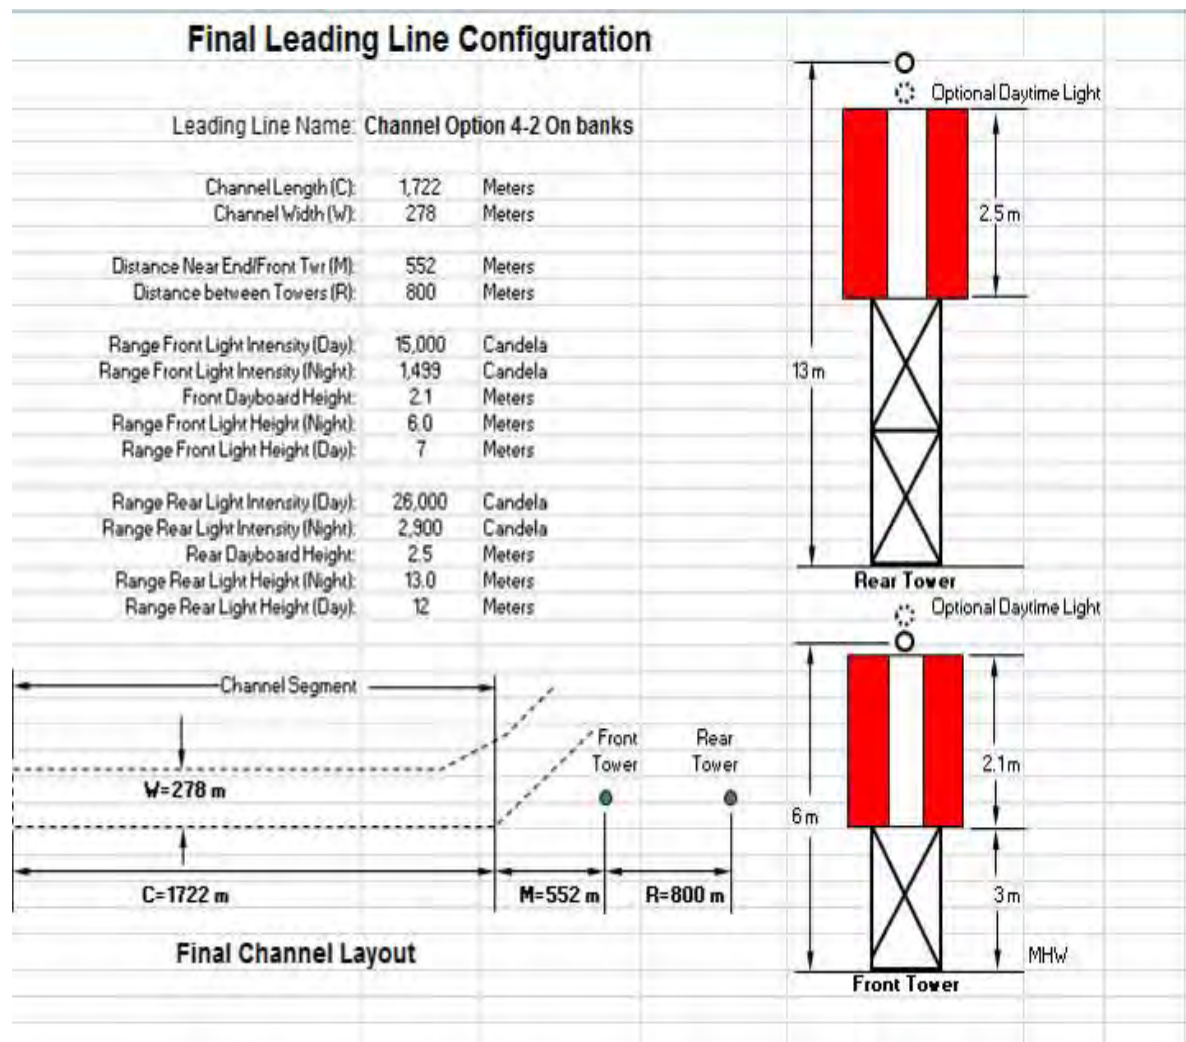 Final Leading Line Configuration
Leading Line Name: Channel Option 4-2 On banks
Channel Length (C): 1,722 Meters
Channel Width (W): 278 Meters
Distance Near End/Front Twr (M): 552 Meters
Distance between Towers (R): 800 Meters
Range Front Light Intensity (Day): 15,000 Candela
Range Front Light Intensity (Night): 1,499 Candela
Front Dayboard Height: 2.1 Meters
Range Front Light Height (Night): 6.0 Meters
Range Front Light Height (Day): 7 Meters
Range Rear Light Intensity (Day): 26,000 Candela
Range Rear Light Intensity (Night): 2,900 Candela
Rear Dayboard Height: 2.5 Meters
Range Rear Light Height (Night): 13.0 Meters
Range Rear Light Height (Day): 12 Meters
Optional Daytime Light
2.5 m
13 m
Rear Tower
Optional Daytime Light
2.1 m
6 m
3 m
MHW
Front Tower
Channel Segment
Front Tower
Rear Tower
W=278 m
C=1722 m
M=552 m
R=800 m
Final Channel Layout